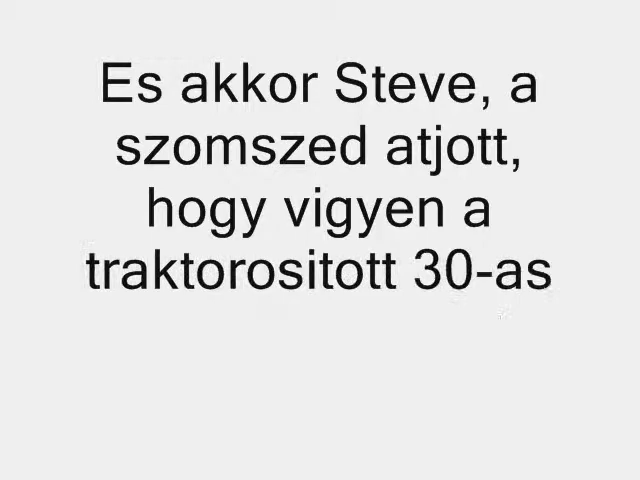 Es akkor Steve, a
szomszed atjott,
hogy vigyen a
traktorositott 30-as